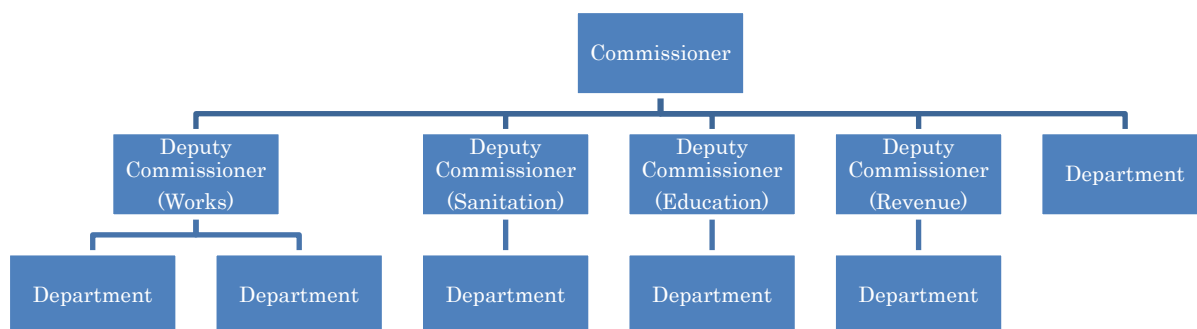 Commissioner
Deputy
Commissioner
(Works)
Deputy
Commissioner
(Sanitation)
Deputy
Commissioner
(Education)
Deputy
Commissioner
(Revenue)
Department
Department
Department
Department
Department
Department